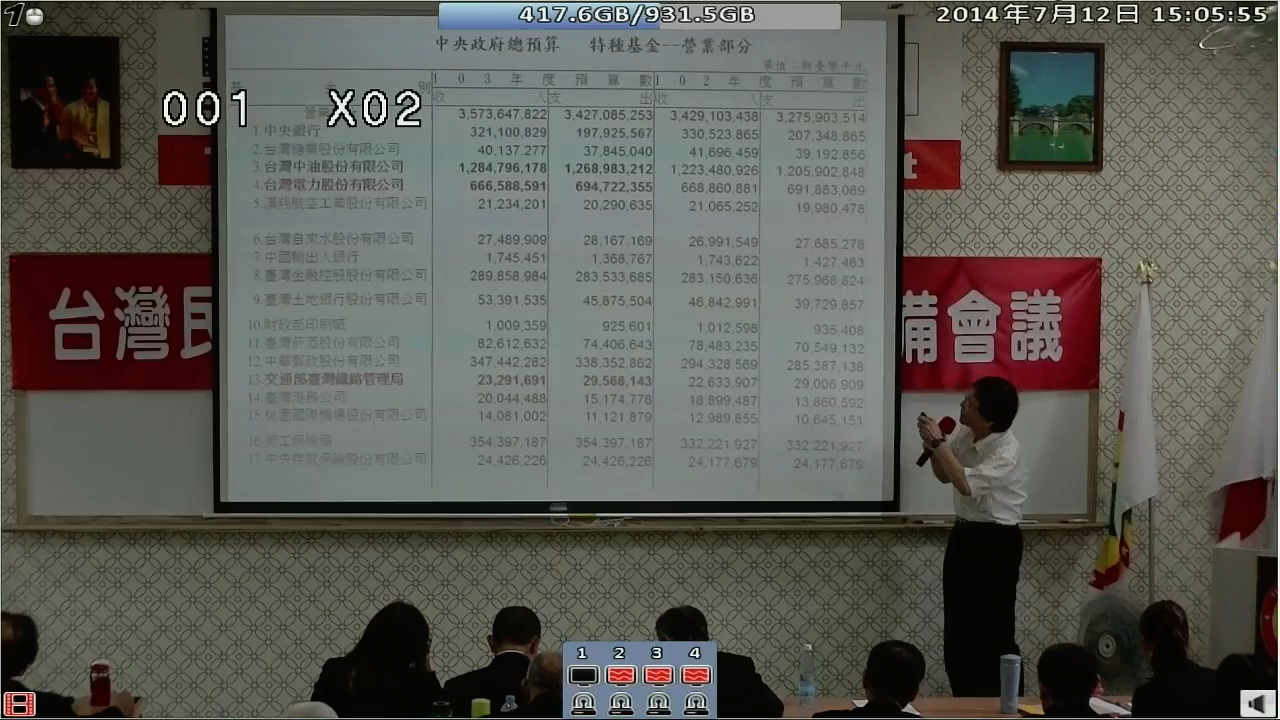 417.6GB/931.5GB
2014年7月12日 15:05:55
中央政府總預算 特種基金--營業部分
單位:新臺幣千元
103年度預算數 102年度預算數
收入 支出 收入 支出
001 X02
3,573,647,822 3,427,085,253 3,429,103,438 3,275,903,514
1.中央銀行 321,100,829 197,925,567 330,523,865 207,348,865
2.台灣糖業股份有限公司 40,137,277 37,845,040 41,696,459 39,192,856
3.台灣中油股份有限公司 1,284,796,178 1,268,983,212 1,223,480,926 1,205,902,848
4.台灣電力股份有限公司 666,588,591 694,722,355 668,860,881 691,883,089
5.漢翔航空工業股份有限公司 21,234,201 20,290,635 21,065,252 19,980,478
6.台灣自來水股份有限公司 27,489,909 28,167,169 26,991,549 27,685,278
7.中國輸出入銀行 1,745,451 1,368,767 1,743,622 1,427,483
8.臺灣金融控股股份有限公司 289,858,984 283,533,685 283,150,636 275,968,824
9.臺灣土地銀行股份有限公司 53,391,535 45,875,504 46,842,991 39,729,857
10.財政部印刷廠 1,009,359 925,601 1,012,598 935,408
11.臺灣菸酒股份有限公司 82,612,632 74,406,643 78,483,235 70,549,132
12.中華郵政股份有限公司 347,442,282 338,352,862 294,328,569 285,387,138
13.交通部臺灣鐵路管理局 23,291,691 29,568,143 22,633,907 29,006,909
14.臺灣港務公司 20,044,488 15,174,778 18,899,487 13,860,592
15.桃園國際機場股份有限公司 14,081,002 11,121,879 12,989,855 10,645,151
16.勞工保險局 354,397,187 354,397,187 332,221,927 332,221,927
17.中央存款保險股份有限公司 24,426,226 24,426,226 24,177,679 24,177,679
t
台灣民
備會議
1 2 3 4